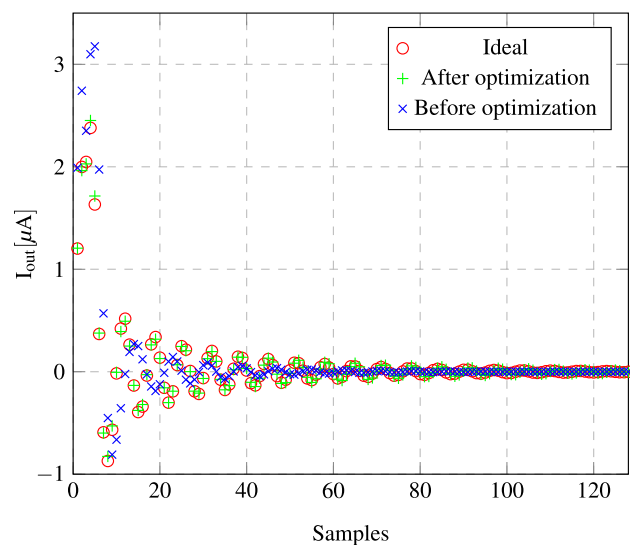 Ideal
After optimization
Before optimization
3
2
1
0
−1
I_out[μA]
0
20
40
60
80
100
120
Samples